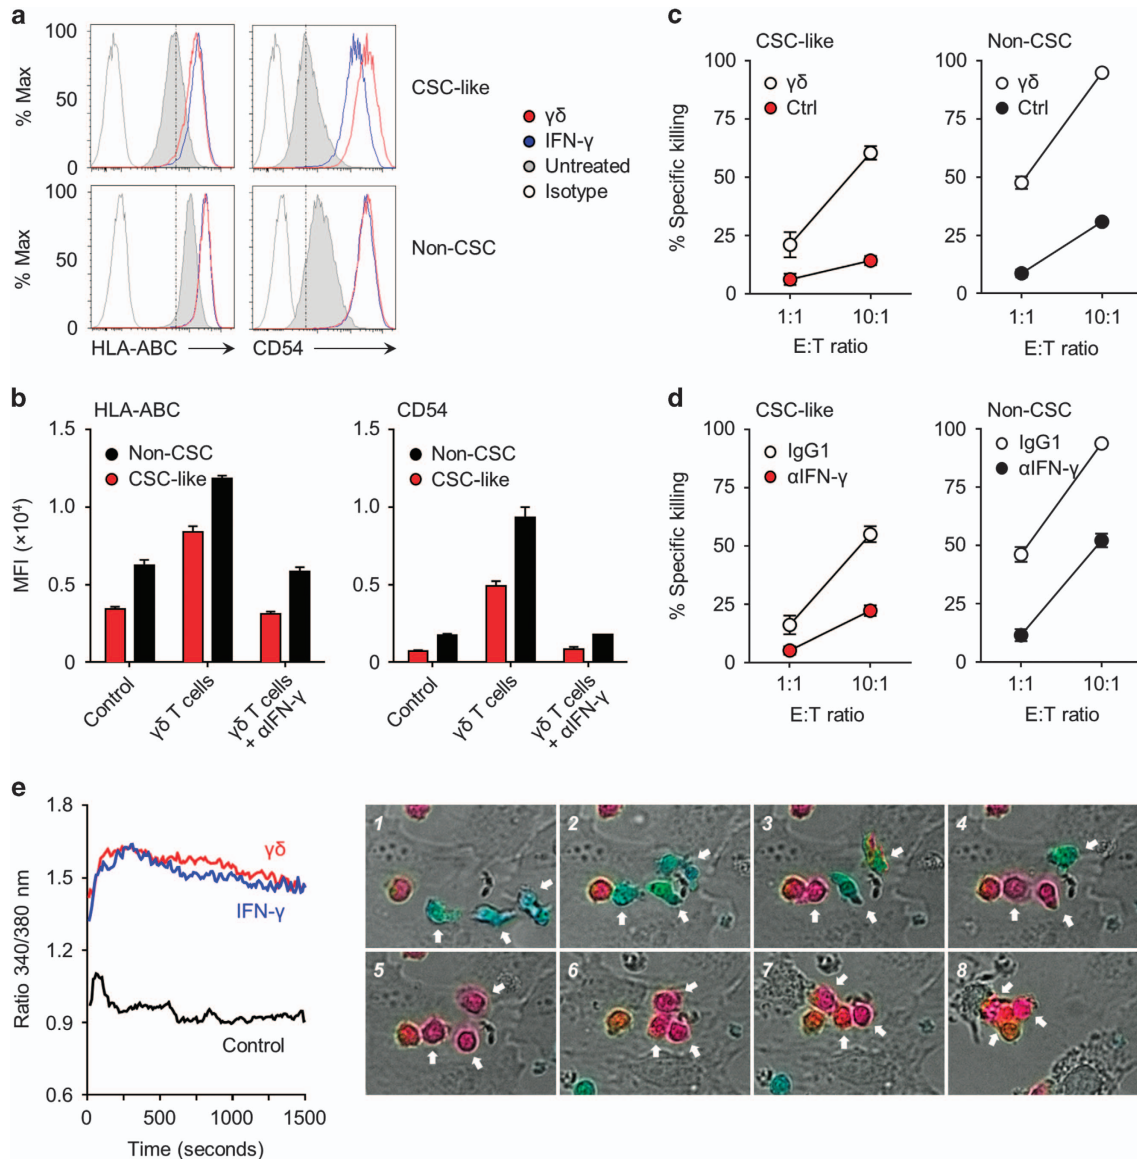 a
% Max
100
50
0
CSC-like
% Max
100
50
0
Non-CSC
HLA-ABC
CD54
γδ
IFN-γ
Untreated
Isotype
b
HLA-ABC
MFI (×10⁴)
1.5
1.0
0.5
0
Non-CSC
CSC-like
Control
γδ T cells
γδ T cells
+ αIFN-γ
CD54
1.5
1.0
0.5
0
Non-CSC
CSC-like
Control
γδ T cells
γδ T cells
+ αIFN-γ
c
CSC-like
% Specific killing
100
75
50
25
0
γδ
Ctrl
1:1
10:1
E:T ratio
Non-CSC
100
75
50
25
0
γδ
Ctrl
1:1
10:1
E:T ratio
d
CSC-like
% Specific killing
100
75
50
25
0
IgG1
αIFN-γ
1:1
10:1
E:T ratio
Non-CSC
100
75
50
25
0
IgG1
αIFN-γ
1:1
10:1
E:T ratio
e
Ratio 340/380 nm
1.8
1.5
1.2
0.9
0.6
γδ
IFN-γ
Control
0
500
1000
1500
Time (seconds)
1
2
3
4
5
6
7
8